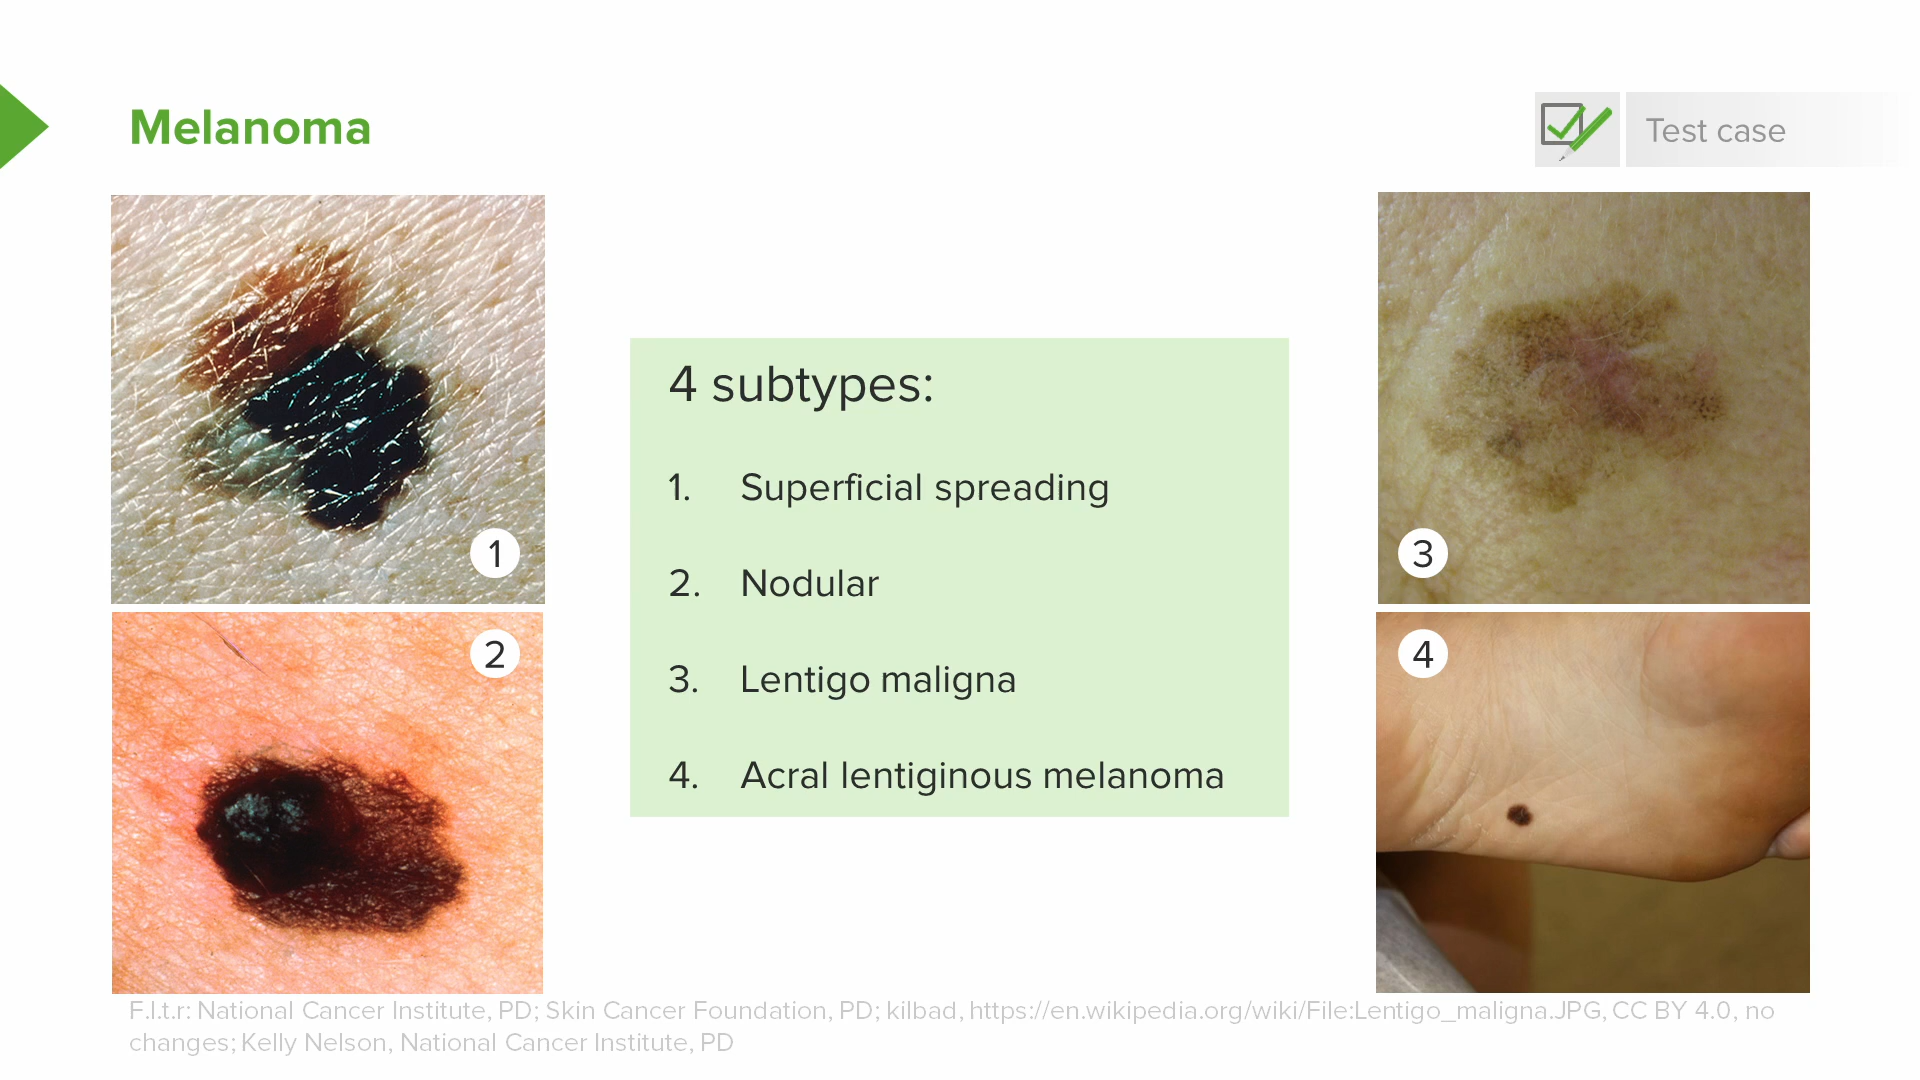 Melanoma
Test case
1
2
4 subtypes:
1. Superficial spreading
2. Nodular
3. Lentigo maligna
4. Acral lentiginous melanoma
3
4
F.l.t.r: National Cancer Institute, PD; Skin Cancer Foundation, PD; kilbad, https://en.wikipedia.org/wiki/File:Lentigo_maligna.JPG, CC BY 4.0, no
changes; Kelly Nelson, National Cancer Institute, PD